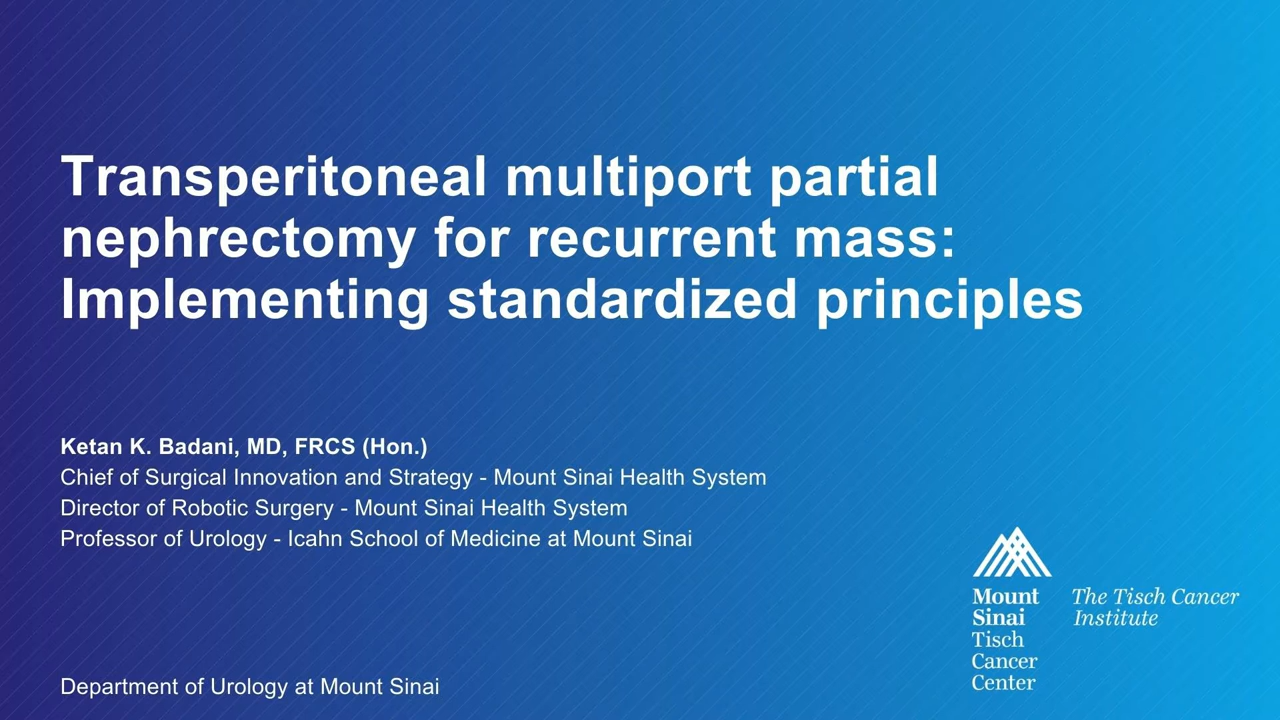 Transperitoneal multiport partial
nephrectomy for recurrent mass:
Implementing standardized principles
Ketan K. Badani, MD, FRCS (Hon.)
Chief of Surgical Innovation and Strategy - Mount Sinai Health System
Director of Robotic Surgery - Mount Sinai Health System
Professor of Urology - Icahn School of Medicine at Mount Sinai
Mount
Sinai
Tisch
Cancer
Center
The Tisch Cancer
Institute
Department of Urology at Mount Sinai